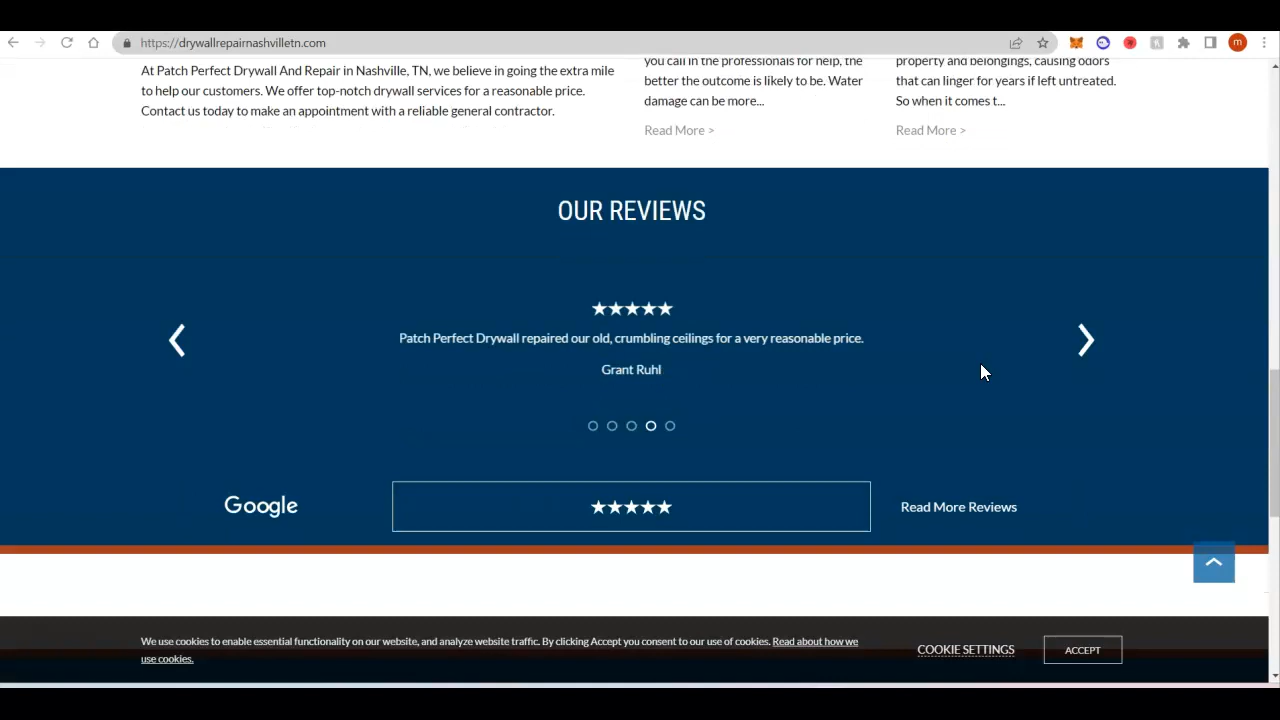 https://drywallrepairnashvilletn.com
m
At Patch Perfect Drywall And Repair in Nashville, TN, we believe in going the extra mile
to help our customers. We offer top-notch drywall services for a reasonable price.
Contact us today to make an appointment with a reliable general contractor.
you call in the professionals for help, the
better the outcome is likely to be. Water
damage can be more...
Read More >
property and belongings, causing odors
that can linger for years if left untreated.
So when it comes t...
Read More >
OUR REVIEWS
★★★★★
Patch Perfect Drywall repaired our old, crumbling ceilings for a very reasonable price.
Grant Ruhl
Google
★★★★★
Read More Reviews
We use cookies to enable essential functionality on our website, and analyze website traffic. By clicking Accept you consent to our use of cookies. Read about how we
use cookies.
COOKIE SETTINGS
ACCEPT